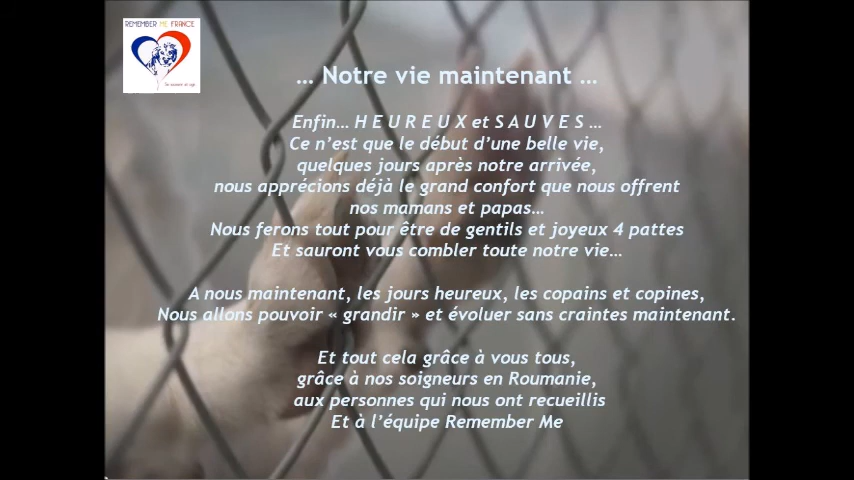 REMEMBER ME FRANCE
… Notre vie maintenant …
Enfin… H E U R E U X et S A U V E S …
Ce n’est que le début d’une belle vie,
quelques jours après notre arrivée,
nous apprécions déjà le grand confort que nous offrent
nos mamans et papas…
Nous ferons tout pour être de gentils et joyeux 4 pattes
Et sauront vous combler toute notre vie…
A nous maintenant, les jours heureux, les copains et copines,
Nous allons pouvoir « grandir » et évoluer sans craintes maintenant.
Et tout cela grâce à vous tous,
grâce à nos soigneurs en Roumanie,
aux personnes qui nous ont recueillis
Et à l’équipe Remember Me